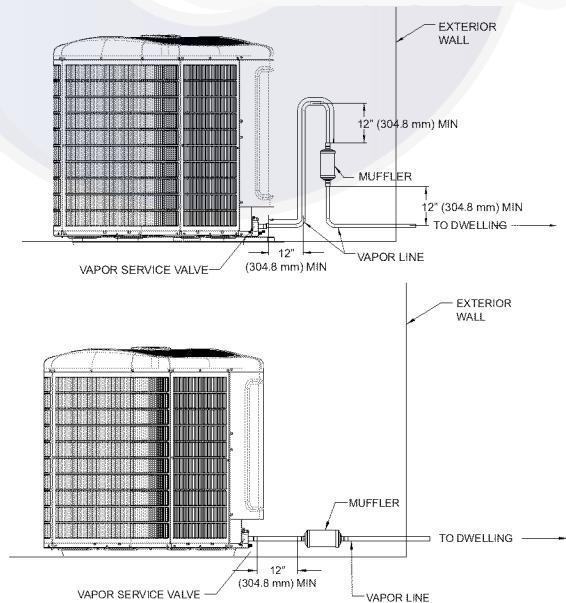 EXTERIOR
WALL
12" (304.8 mm) MIN
MUFFLER
12" (304.8 mm) MIN
TO DWELLING
VAPOR SERVICE VALVE
12"
(304.8 mm) MIN
VAPOR LINE
EXTERIOR
WALL
MUFFLER
TO DWELLING
12"
(304.8 mm) MIN
VAPOR SERVICE VALVE
VAPOR LINE